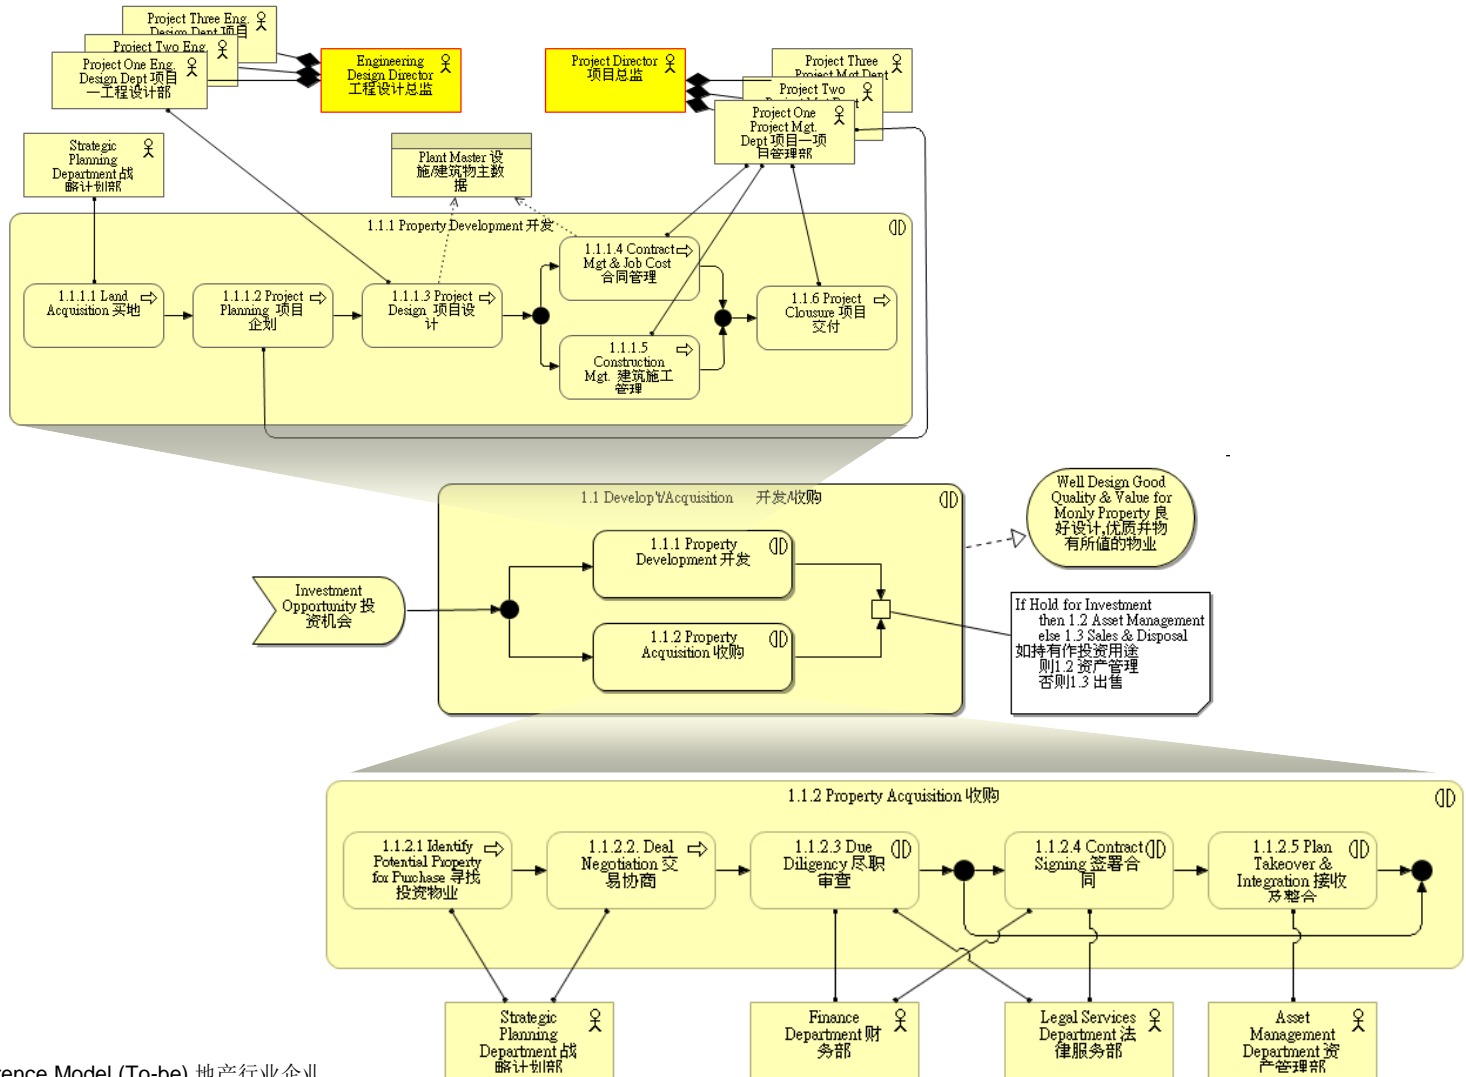 Project Three Eng.
Design Dept 项目
Project Two Eng.
Project One Eng.
Design Dept 项目
一工程设计部
Engineering
Design Director
工程设计总监
Project Director
项目总监
Project Three
Project Mgt Dept
Project Two
Project One
Project Mgt.
Dept 项目一项
目管理部
Strategic
Planning
Department 战
略计划部
Plant Master 设
施/建筑物主数
据
1.1.1 Property Development 开发
1.1.1.1 Land
Acquisition 买地
1.1.1.2 Project
Planning 项目
企划
1.1.1.3 Project
Design 项目设
计
1.1.1.4 Contract
Mgt & Job Cost
合同管理
1.1.1.5
Construction
Mgt. 建筑施工
管理
1.1.6 Project
Clousure 项目
交付
1.1 Develop't/Acquisition 开发/收购
1.1.1 Property
Development 开发
1.1.2 Property
Acquisition 收购
Investment
Opportunity 投
资机会
Well Design Good
Quality & Value for
Monly Property 良
好设计,优质并物
有所值的物业
If Hold for Investment
then 1.2 Asset Management
else 1.3 Sales & Disposal
如持有作投资用途
则1.2 资产管理
否则1.3 出售
1.1.2 Property Acquisition 收购
1.1.2.1 Identify
Potential Property
for Purchase 寻找
投资物业
1.1.2.2. Deal
Negotiation 交
易协商
1.1.2.3 Due
Diligency 尽职
审查
1.1.2.4 Contract
Signing 签署合
同
1.1.2.5 Plan
Takeover &
Integration 接收
及整合
Strategic
Planning
Department 战
略计划部
Finance
Department 财
务部
Legal Services
Department 法
律服务部
Asset
Management
Department 资
产管理部
rence Model (To-be) 地产行业企业